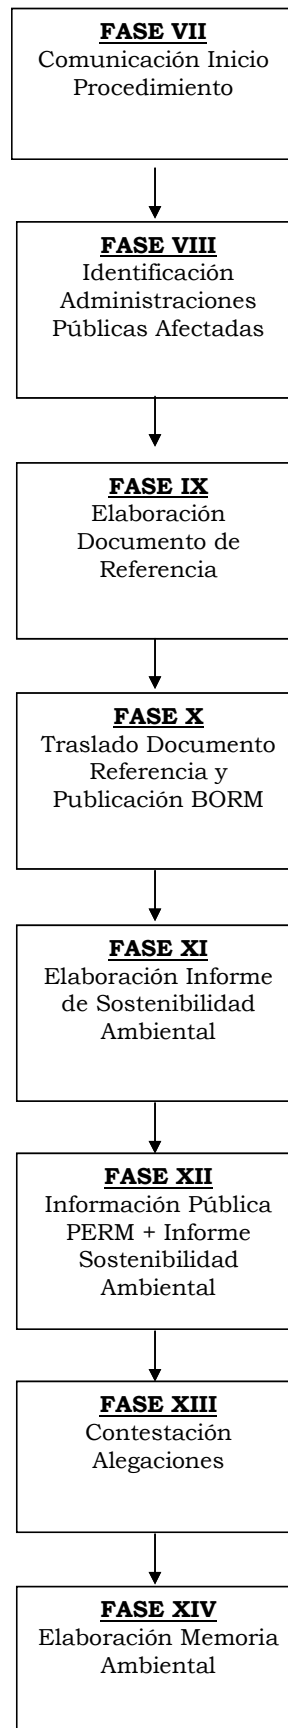 FASE VII
Comunicación Inicio
Procedimiento
FASE VIII
Identificación
Administraciones
Públicas Afectadas
FASE IX
Elaboración
Documento de
Referencia
FASE X
Traslado Documento
Referencia y
Publicación BORM
FASE XI
Elaboración Informe
de Sostenibilidad
Ambiental
FASE XII
Información Pública
PERM + Informe
Sostenibilidad
Ambiental
FASE XIII
Contestación
Alegaciones
FASE XIV
Elaboración Memoria
Ambiental